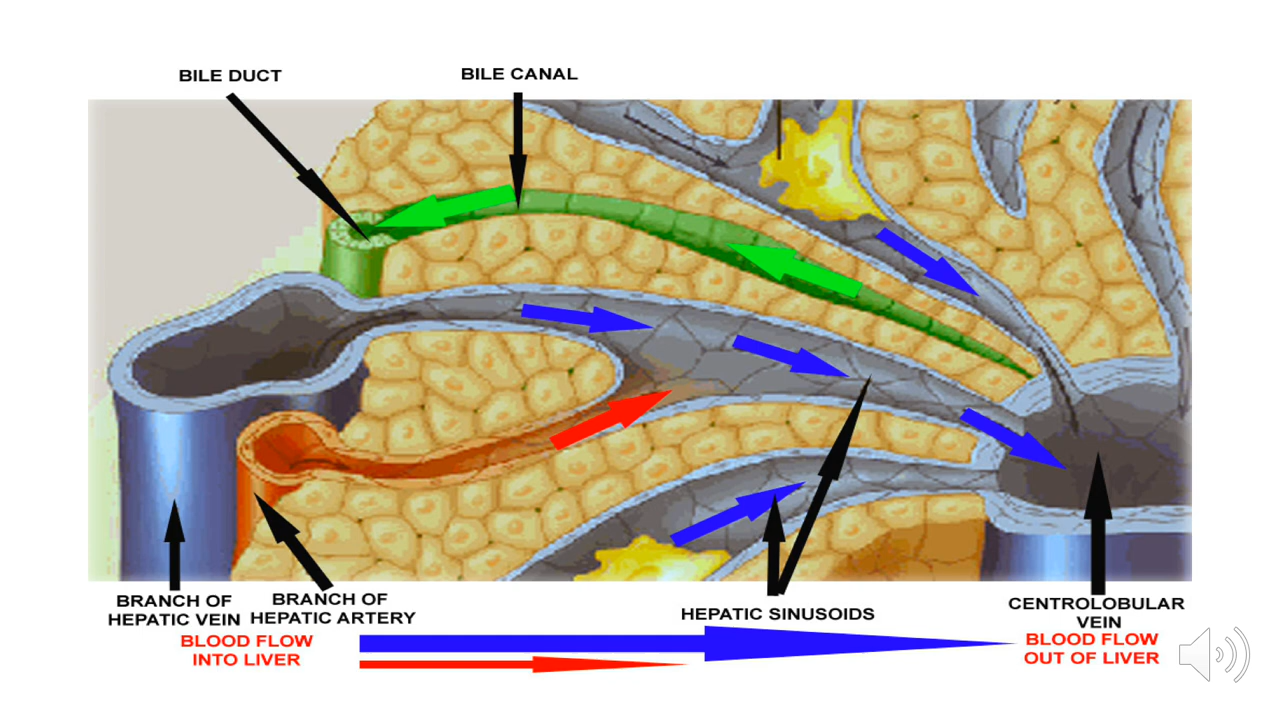 BILE DUCT
BILE CANAL
BRANCH OF
HEPATIC VEIN
BRANCH OF
HEPATIC ARTERY
BLOOD FLOW
INTO LIVER
HEPATIC SINUSOIDS
CENTROLOBULAR
VEIN
BLOOD FLOW
OUT OF LIVER